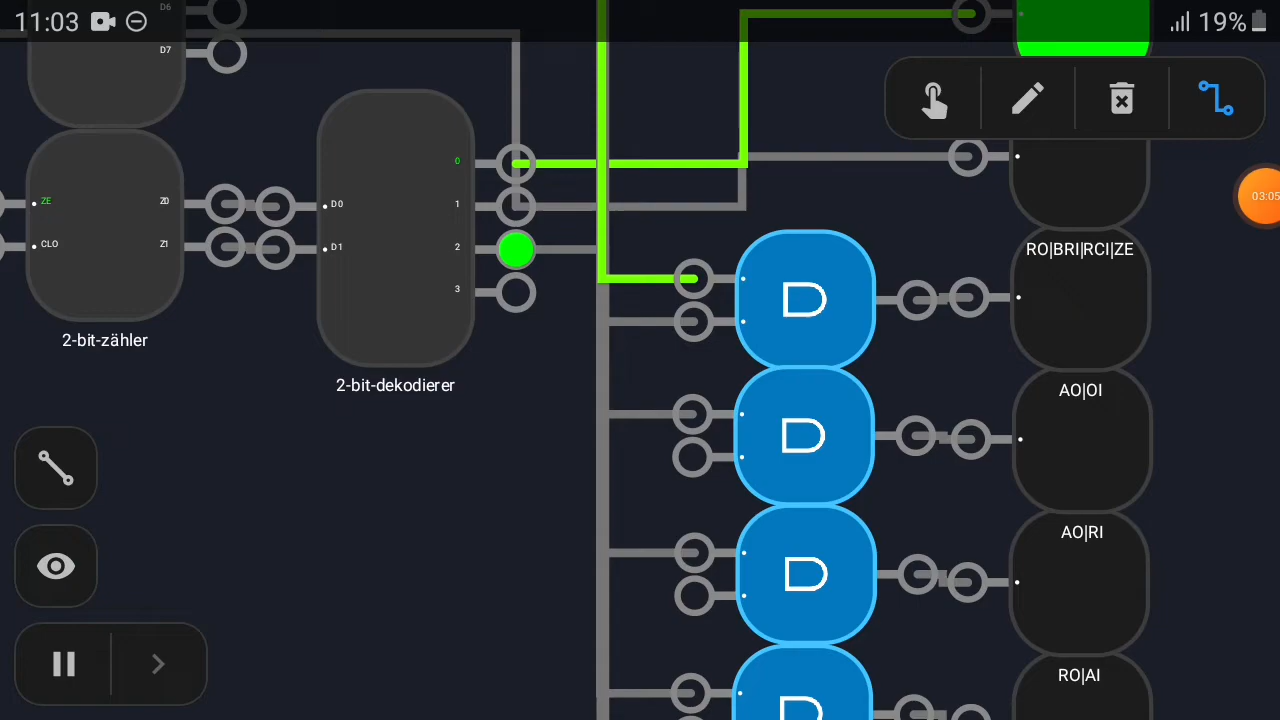 11:03
19%
D6
D7
03:05
0
ZE
Z0
D0
1
CLO
Z1
D1
2
3
RO|BRI|RCI|ZE
2-bit-zähler
2-bit-dekodierer
AO|OI
AO|RI
RO|AI